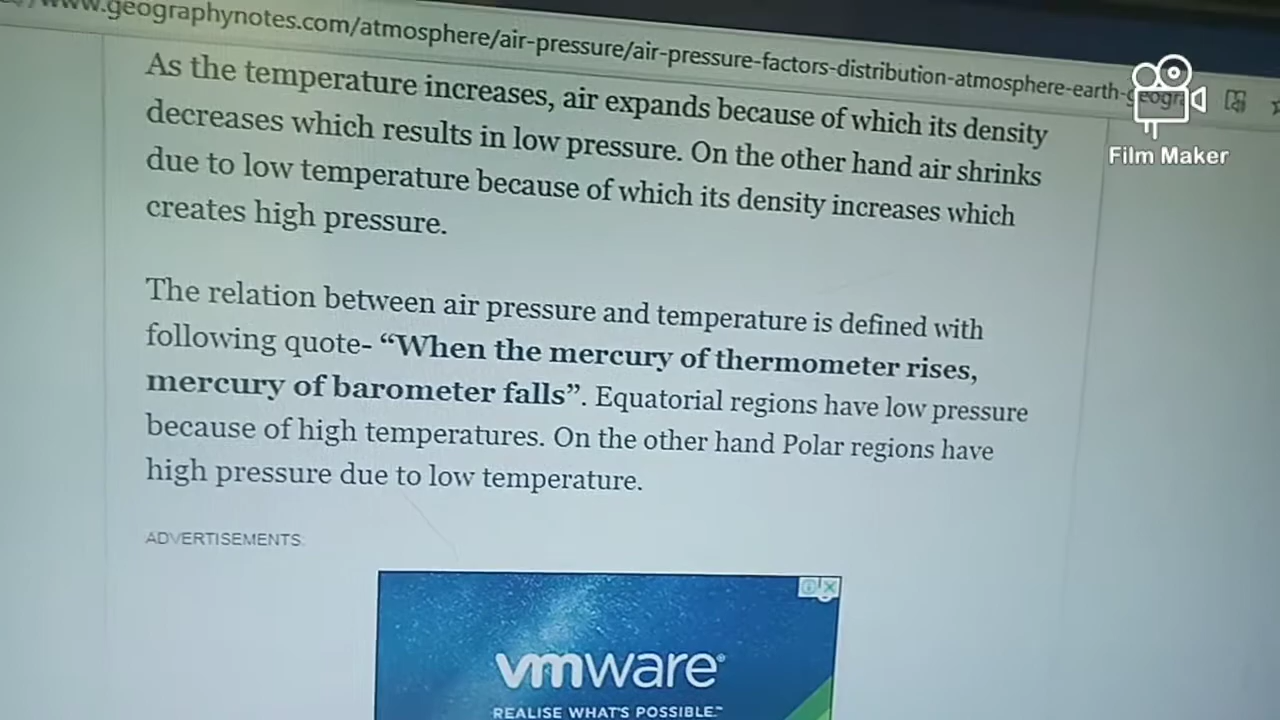 www.geographynotes.com/atmosphere/air-pressure/air-pressure-factors-distribution-atmosphere-earth-geogr
Film Maker
As the temperature increases, air expands because of which its density
decreases which results in low pressure. On the other hand air shrinks
due to low temperature because of which its density increases which
creates high pressure.
The relation between air pressure and temperature is defined with
following quote- “When the mercury of thermometer rises,
mercury of barometer falls”. Equatorial regions have low pressure
because of high temperatures. On the other hand Polar regions have
high pressure due to low temperature.
ADVERTISEMENTS:
vmware®
REALISE WHAT'S POSSIBLE.™